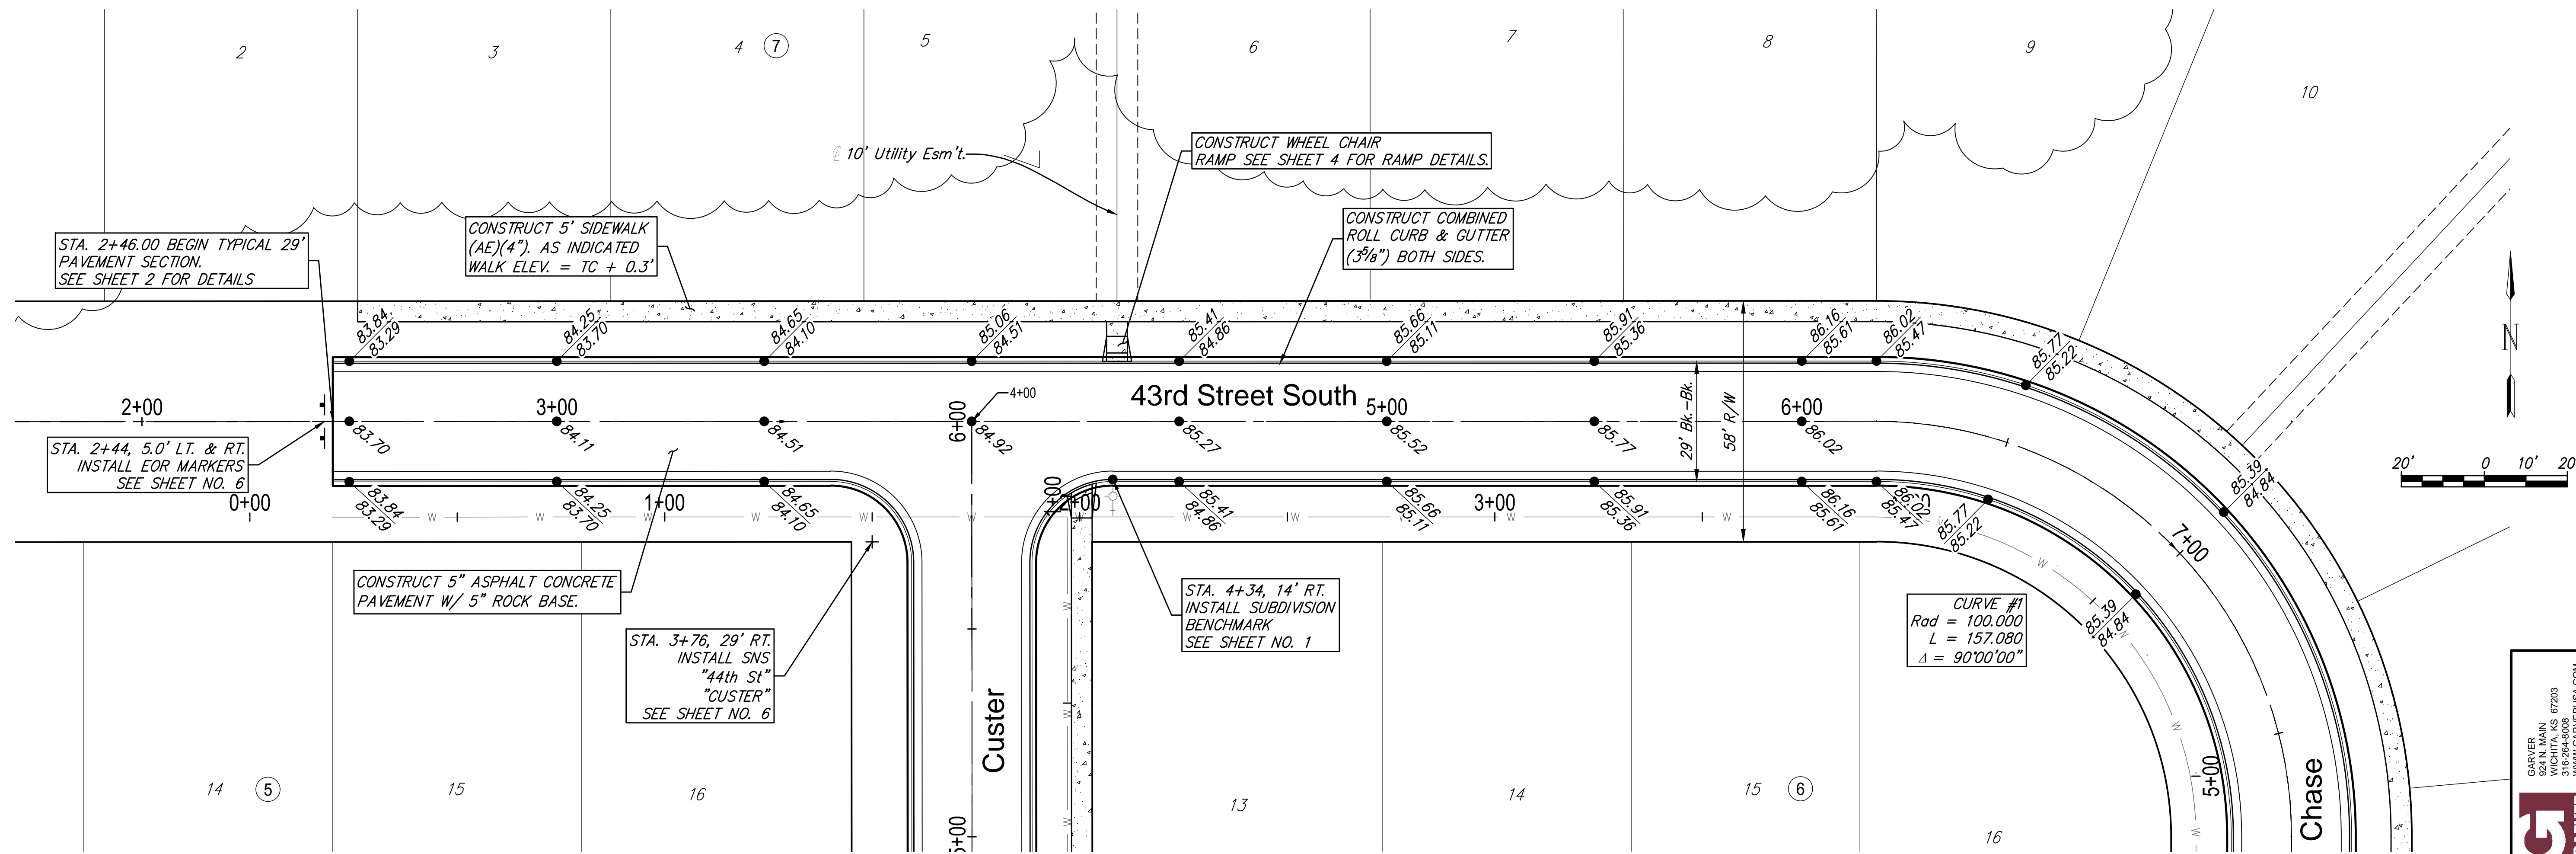 2
3
4
7
5
6
7
8
9
10
℄ 10' Utility Esm't.
CONSTRUCT WHEEL CHAIR
RAMP SEE SHEET 4 FOR RAMP DETAILS.
STA. 2+46.00 BEGIN TYPICAL 29'
PAVEMENT SECTION.
SEE SHEET 2 FOR DETAILS
CONSTRUCT 5' SIDEWALK
(AE)(4"). AS INDICATED
WALK ELEV. = TC + 0.3'
CONSTRUCT COMBINED
ROLL CURB & GUTTER
(3⅝") BOTH SIDES.
83.84
83.29
84.25
83.70
84.65
84.10
85.06
84.51
85.41
84.86
85.66
85.11
85.91
85.36
86.16
85.61
86.02
85.47
85.77
85.22
85.39
84.84
N
2+00
3+00
6+00
4+00
43rd Street South
5+00
6+00
83.70
84.11
84.51
84.92
85.27
85.52
85.77
86.02
29' Bk.-Bk.
58' R/W
STA. 2+44, 5.0' LT. & RT.
INSTALL EOR MARKERS
SEE SHEET NO. 6
20'
0
10'
20'
0+00
1+00
2+00
3+00
7+00
W W W W W W W W W W W
83.84
83.29
84.25
83.70
84.65
84.10
85.41
84.86
85.66
85.11
85.91
85.36
86.16
85.61
86.02
85.47
85.77
85.22
85.39
84.84
CONSTRUCT 5" ASPHALT CONCRETE
PAVEMENT W/ 5" ROCK BASE.
STA. 4+34, 14' RT.
INSTALL SUBDIVISION
BENCHMARK
SEE SHEET NO. 1
STA. 3+76, 29' RT.
INSTALL SNS
"44th St"
"CUSTER"
SEE SHEET NO. 6
CURVE #1
Rad = 100.000
L = 157.080
Δ = 90°00'00"
Custer
Chase
5+00
5+00
14
5
15
16
13
14
15
6
16
GARVER
924 N. MAIN
WICHITA, KS 67203
316-264-8008
WWW.GARVERUSA.COM